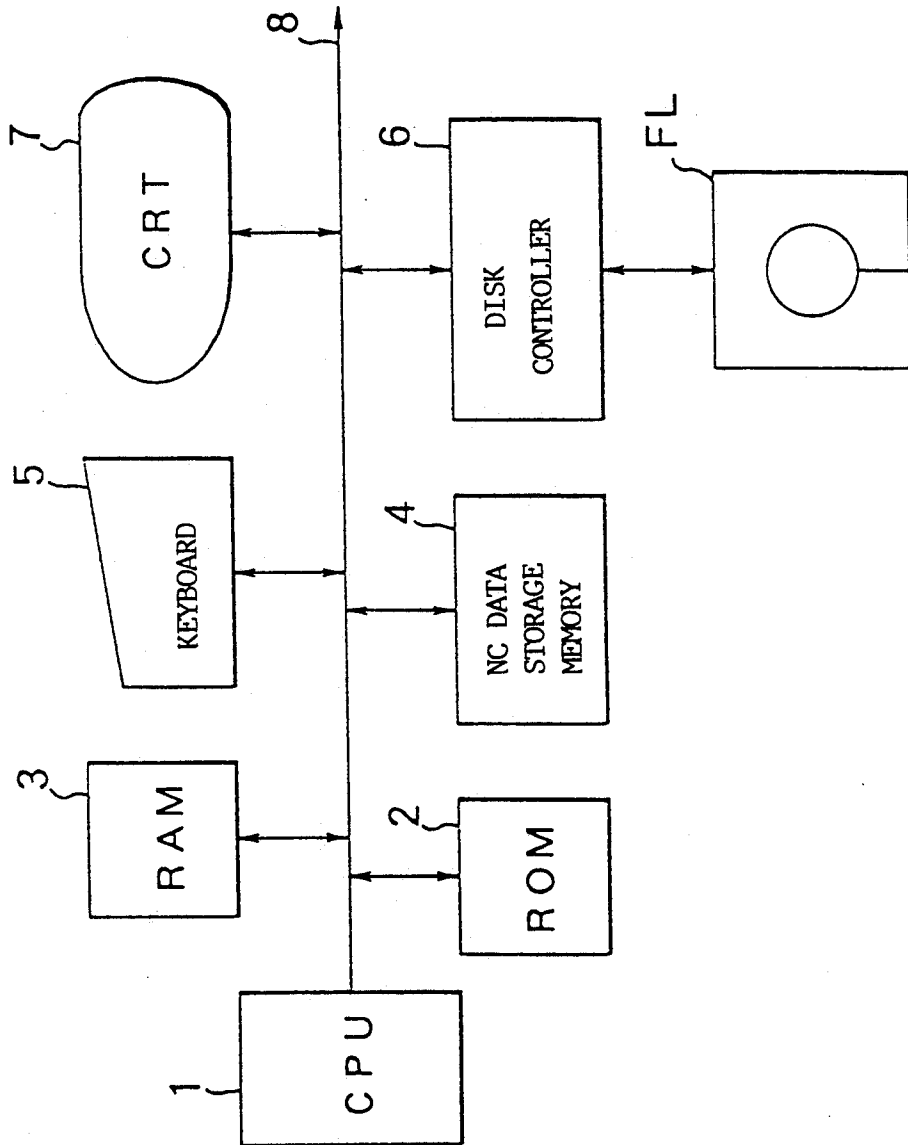 1
CPU
3
RAM
2
ROM
5
KEYBOARD
4
NC DATA
STORAGE
MEMORY
7
CRT
6
DISK
CONTROLLER
8
FL